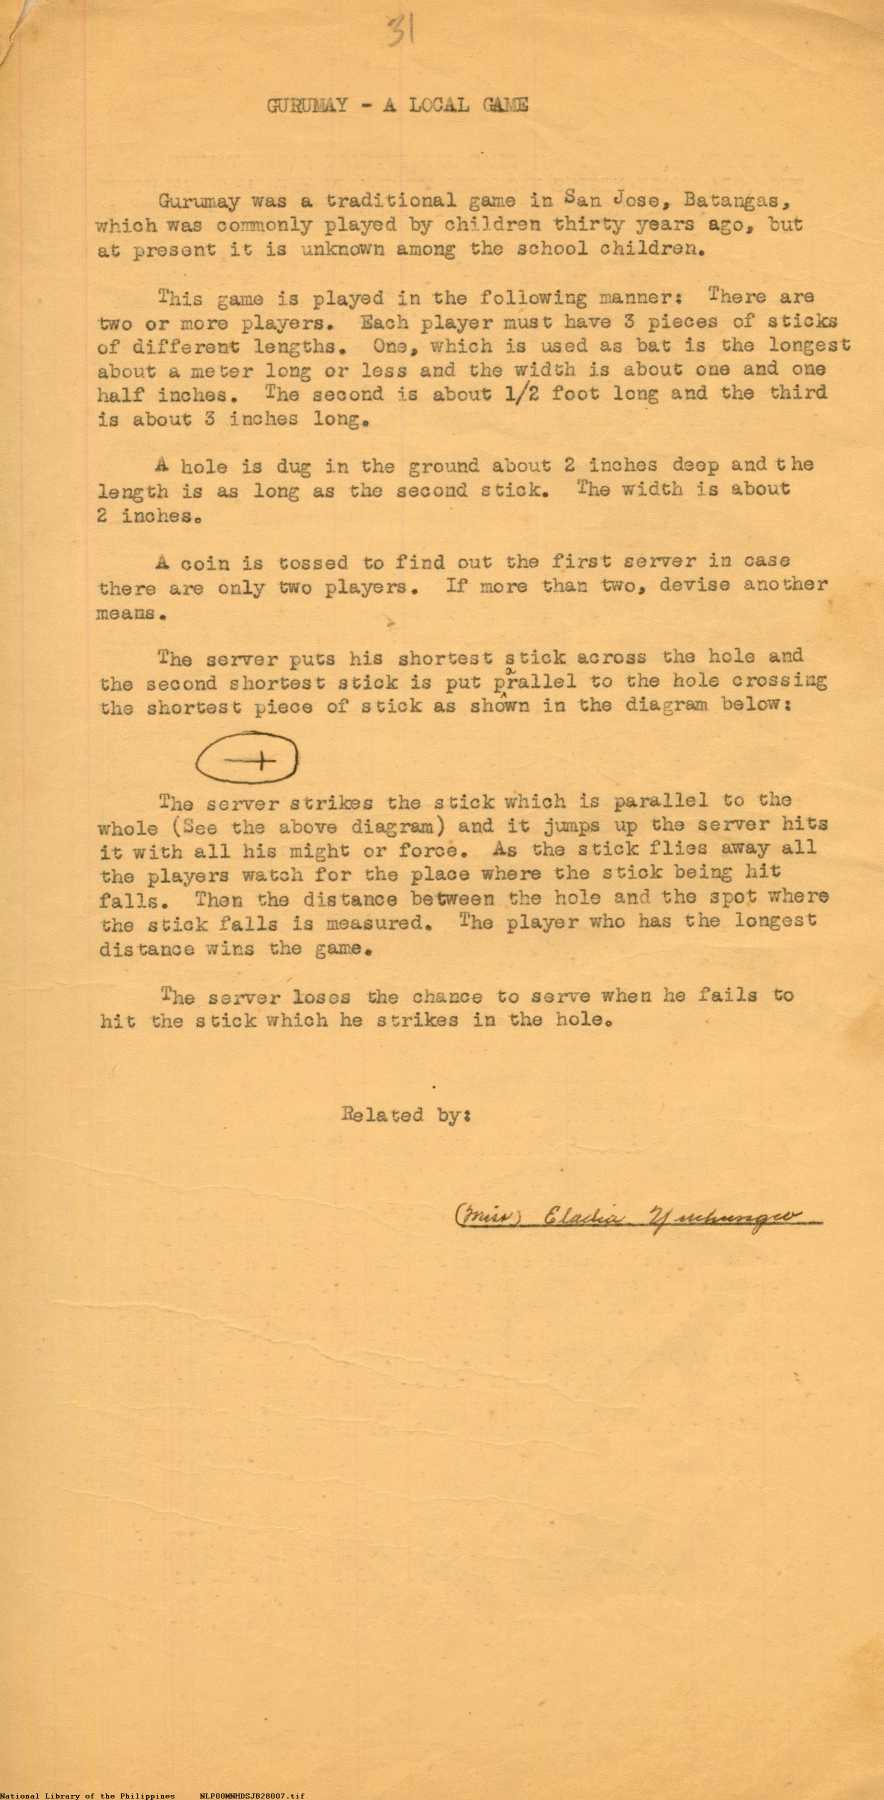 31
GURUMAY - A LOCAL GAME
Gurumay was a traditional game in San Jose, Batangas,
which was commonly played by children thirty years ago, but
at present it is unknown among the school children.
This game is played in the following manner: There are
two or more players. Each player must have 3 pieces of sticks
of different lengths. One, which is used as bat is the longest
about a meter long or less and the width is about one and one
half inches. The second is about 1/2 foot long and the third
is about 3 inches long.
A hole is dug in the ground about 2 inches deep and the
length is as long as the second stick. The width is about
2 inches.
A coin is tossed to find out the first server in case
there are only two players. If more than two, devise another
means.
The server puts his shortest stick across the hole and
the second shortest stick is put parallel to the hole crossing
the shortest piece of stick as shown in the diagram below:
The server strikes the stick which is parallel to the
whole (See the above diagram) and it jumps up the server hits
it with all his might or force. As the stick flies away all
the players watch for the place where the stick being hit
falls. Then the distance between the hole and the spot where
the stick falls is measured. The player who has the longest
distance wins the game.
The server loses the chance to serve when he fails to
hit the stick which he strikes in the hole.
Related by:
(Miss) Eladia Yuchungco
National Library of the Philippines NLP00MNHDSJB28007.tif